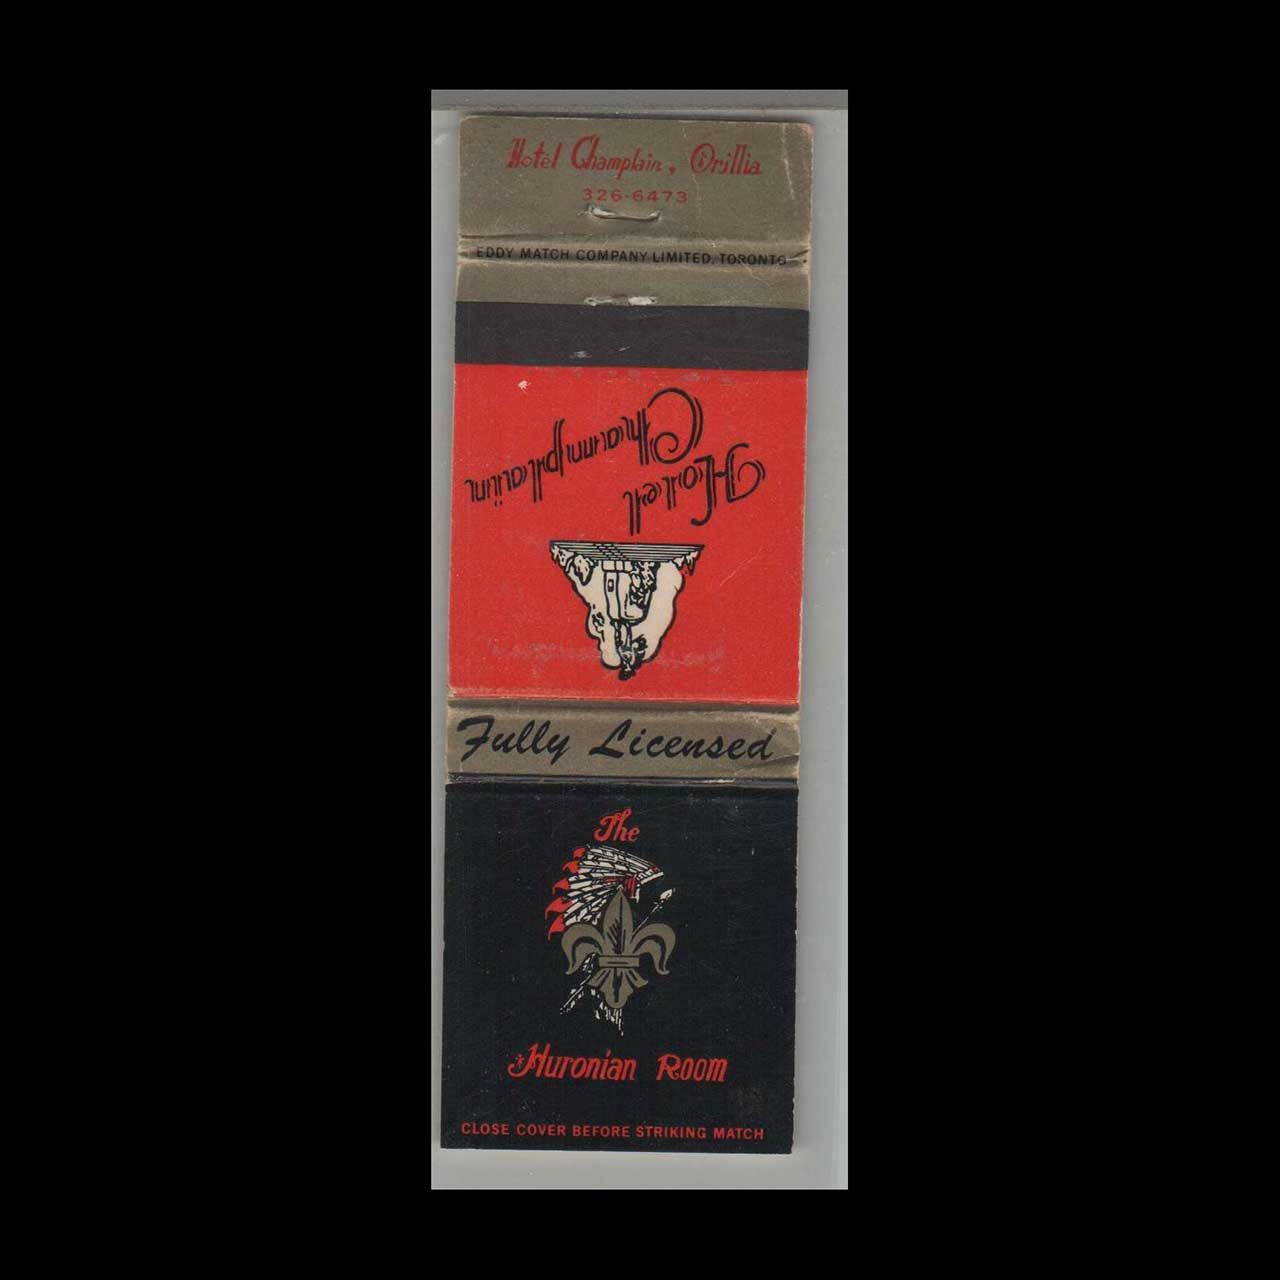 Hotel Champlain, Orillia
326-6473
EDDY MATCH COMPANY LIMITED, TORONTO
Hotel
Champlain
Fully Licensed
The
Huronian Room
CLOSE COVER BEFORE STRIKING MATCH